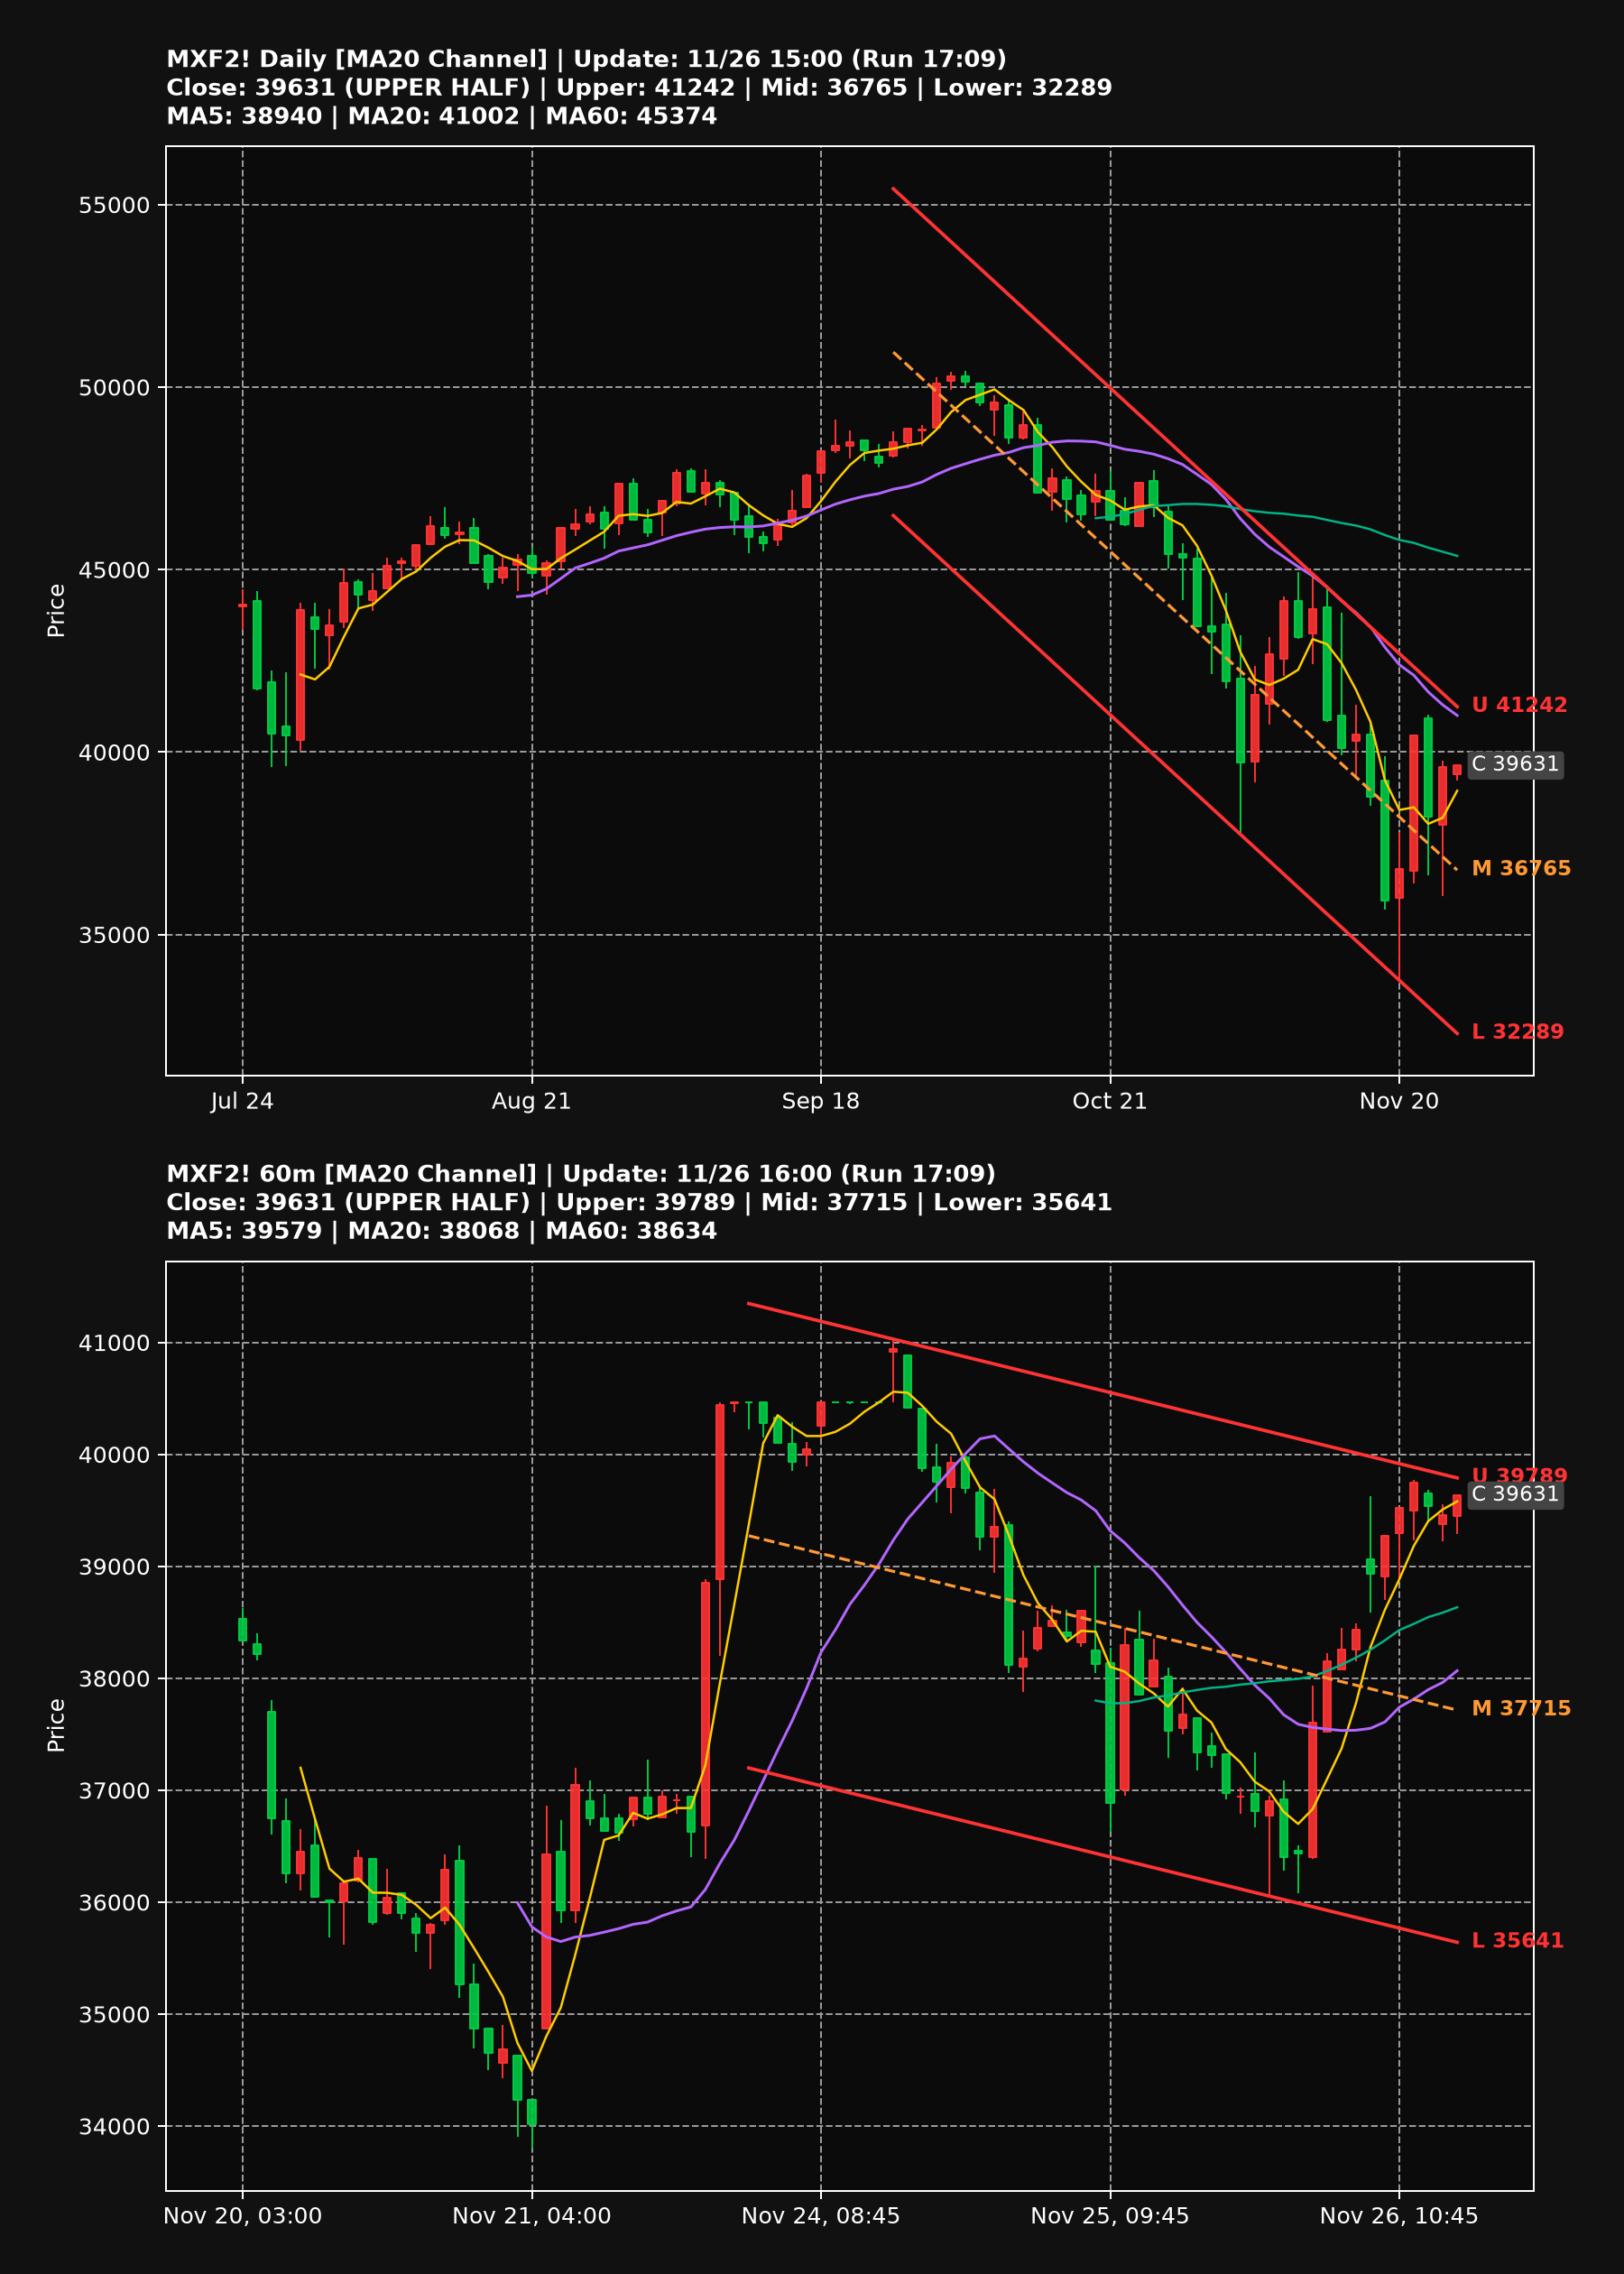 MXF2! Daily [MA20 Channel] | Update: 11/26 15:00 (Run 17:09)
Close: 39631 (UPPER HALF) | Upper: 41242 | Mid: 36765 | Lower: 32289
MA5: 38940 | MA20: 41002 | MA60: 45374
55000
50000
45000
40000
35000
Price
U 41242
C 39631
M 36765
L 32289
Jul 24
Aug 21
Sep 18
Oct 21
Nov 20
MXF2! 60m [MA20 Channel] | Update: 11/26 16:00 (Run 17:09)
Close: 39631 (UPPER HALF) | Upper: 39789 | Mid: 37715 | Lower: 35641
MA5: 39579 | MA20: 38068 | MA60: 38634
41000
40000
39000
38000
37000
36000
35000
34000
Price
U 39789
C 39631
M 37715
L 35641
Nov 20, 03:00
Nov 21, 04:00
Nov 24, 08:45
Nov 25, 09:45
Nov 26, 10:45